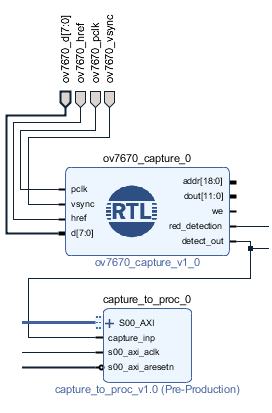 ov7670_d[7:0]
ov7670_href
ov7670_pclk
ov7670_vsync
ov7670_capture_0
pclk
vsync
href
d[7:0]
RTL
addr[18:0]
dout[11:0]
we
red_detection
detect_out
ov7670_capture_v1_0
capture_to_proc_0
S00_AXI
capture_inp
s00_axi_aclk
s00_axi_aresetn
capture_to_proc_v1.0 (Pre-Production)